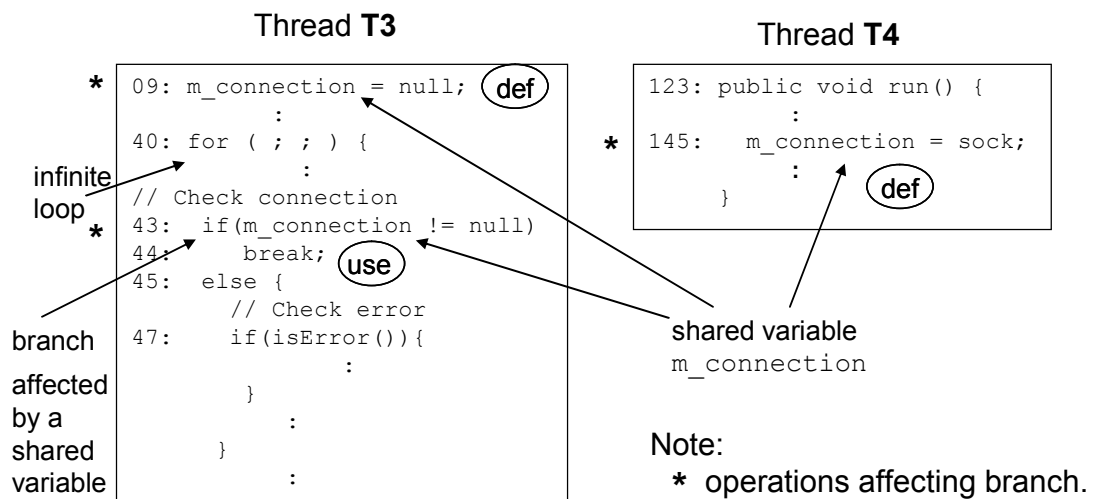 Thread T3
* 09: m_connection = null; def
:
40: for ( ; ; ) {
:
infinite
loop
// Check connection
* 43: if(m_connection != null)
44: break;
use
45: else {
// Check error
47: if(isError()){
:
}
:
}
:
branch
affected
by a
shared
variable
Thread T4
123: public void run() {
:
* 145: m_connection = sock;
:
def
}
shared variable
m_connection
Note:
* operations affecting branch.